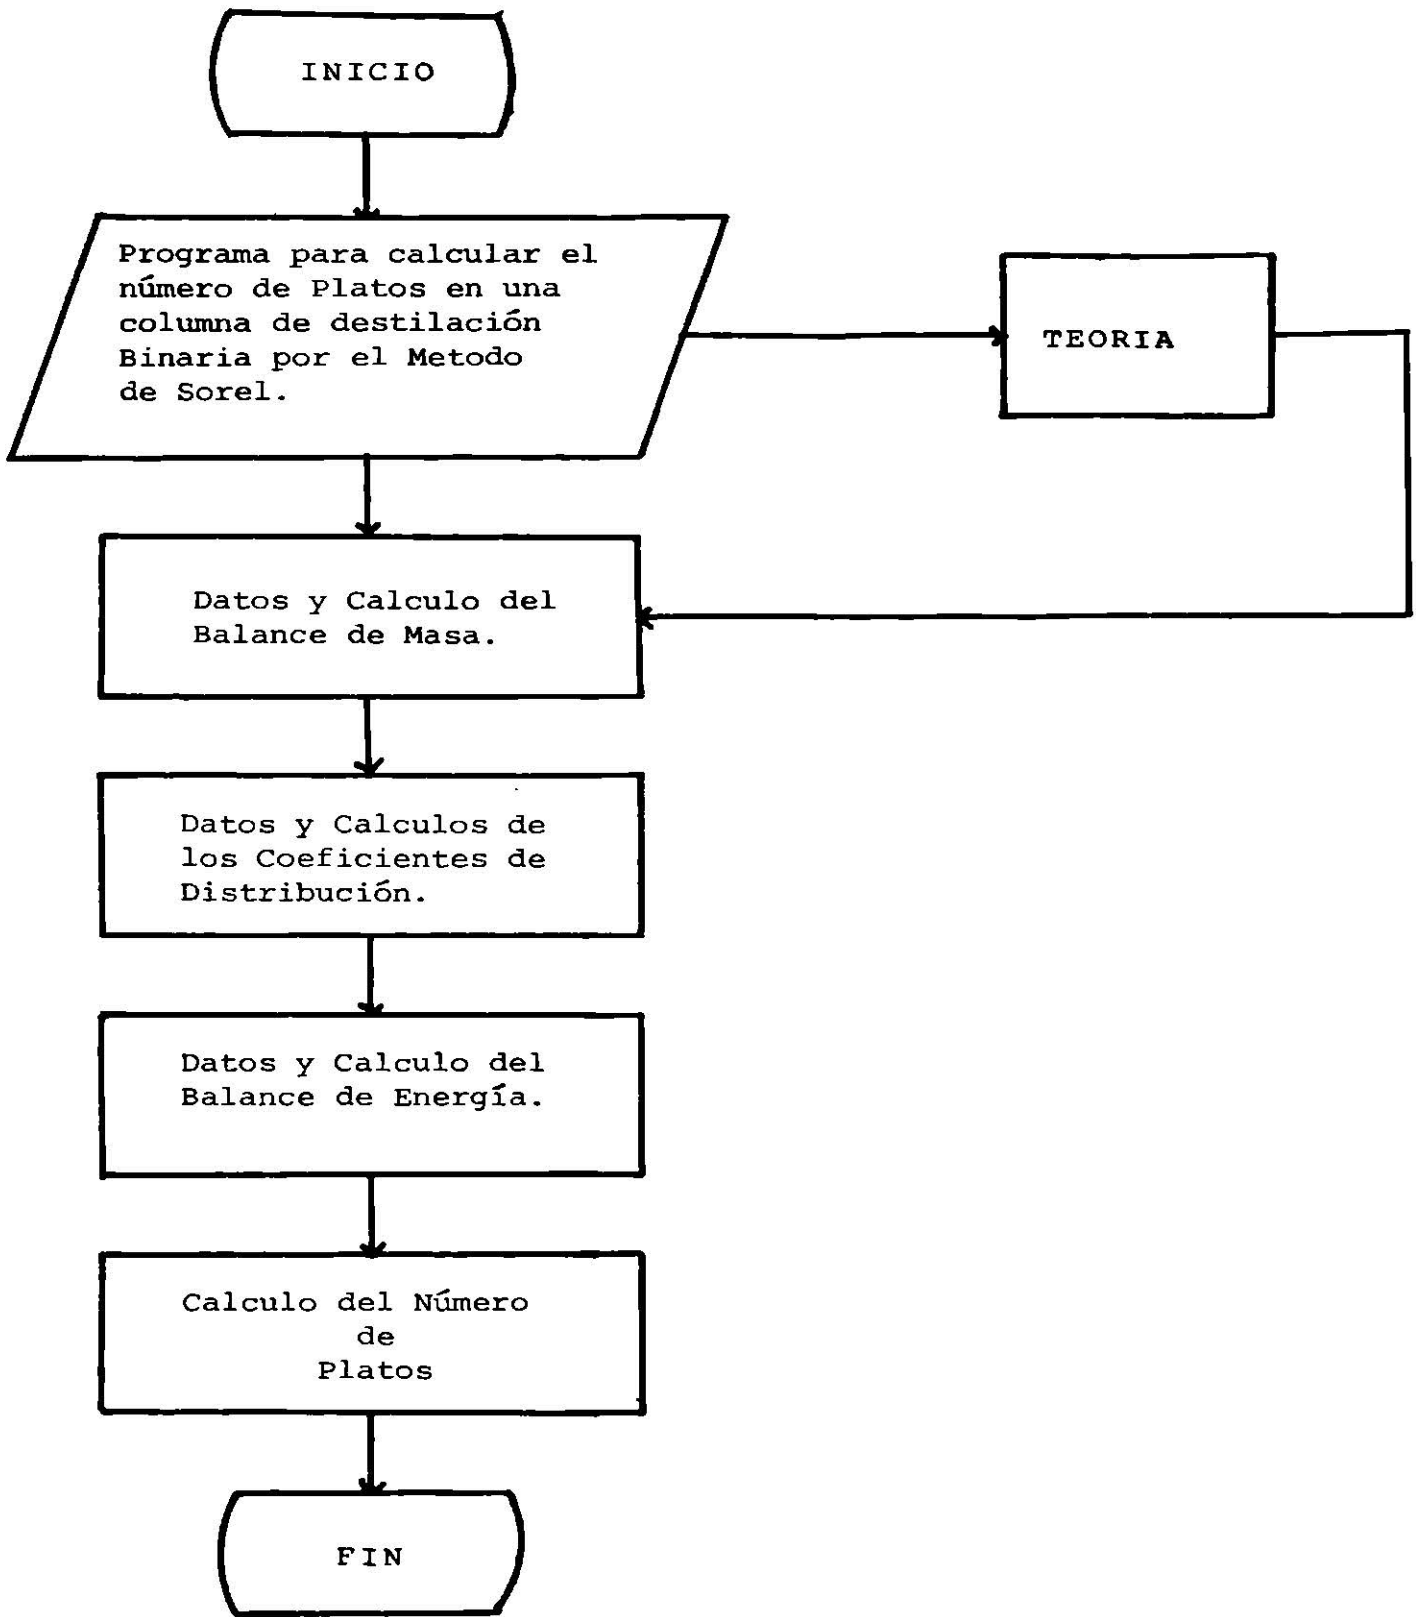 INICIO
Programa para calcular el
número de Platos en una
columna de destilación
Binaria por el Metodo
de Sorel.
TEORIA
Datos y Calculo del
Balance de Masa.
Datos y Calculos de
los Coeficientes de
Distribución.
Datos y Calculo del
Balance de Energía.
Calculo del Número
de
Platos
FIN